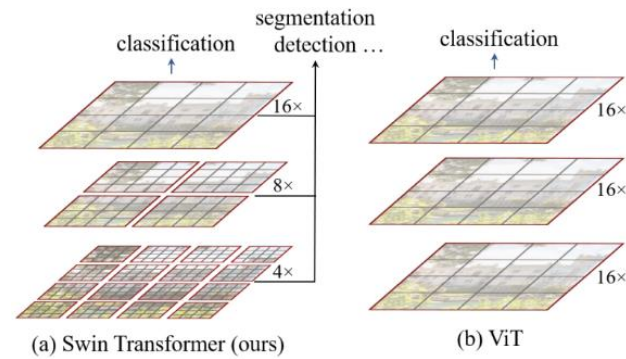 segmentation
classification
detection ...
classification
16×
8×
4×
16×
16×
16×
(a) Swin Transformer (ours)
(b) ViT